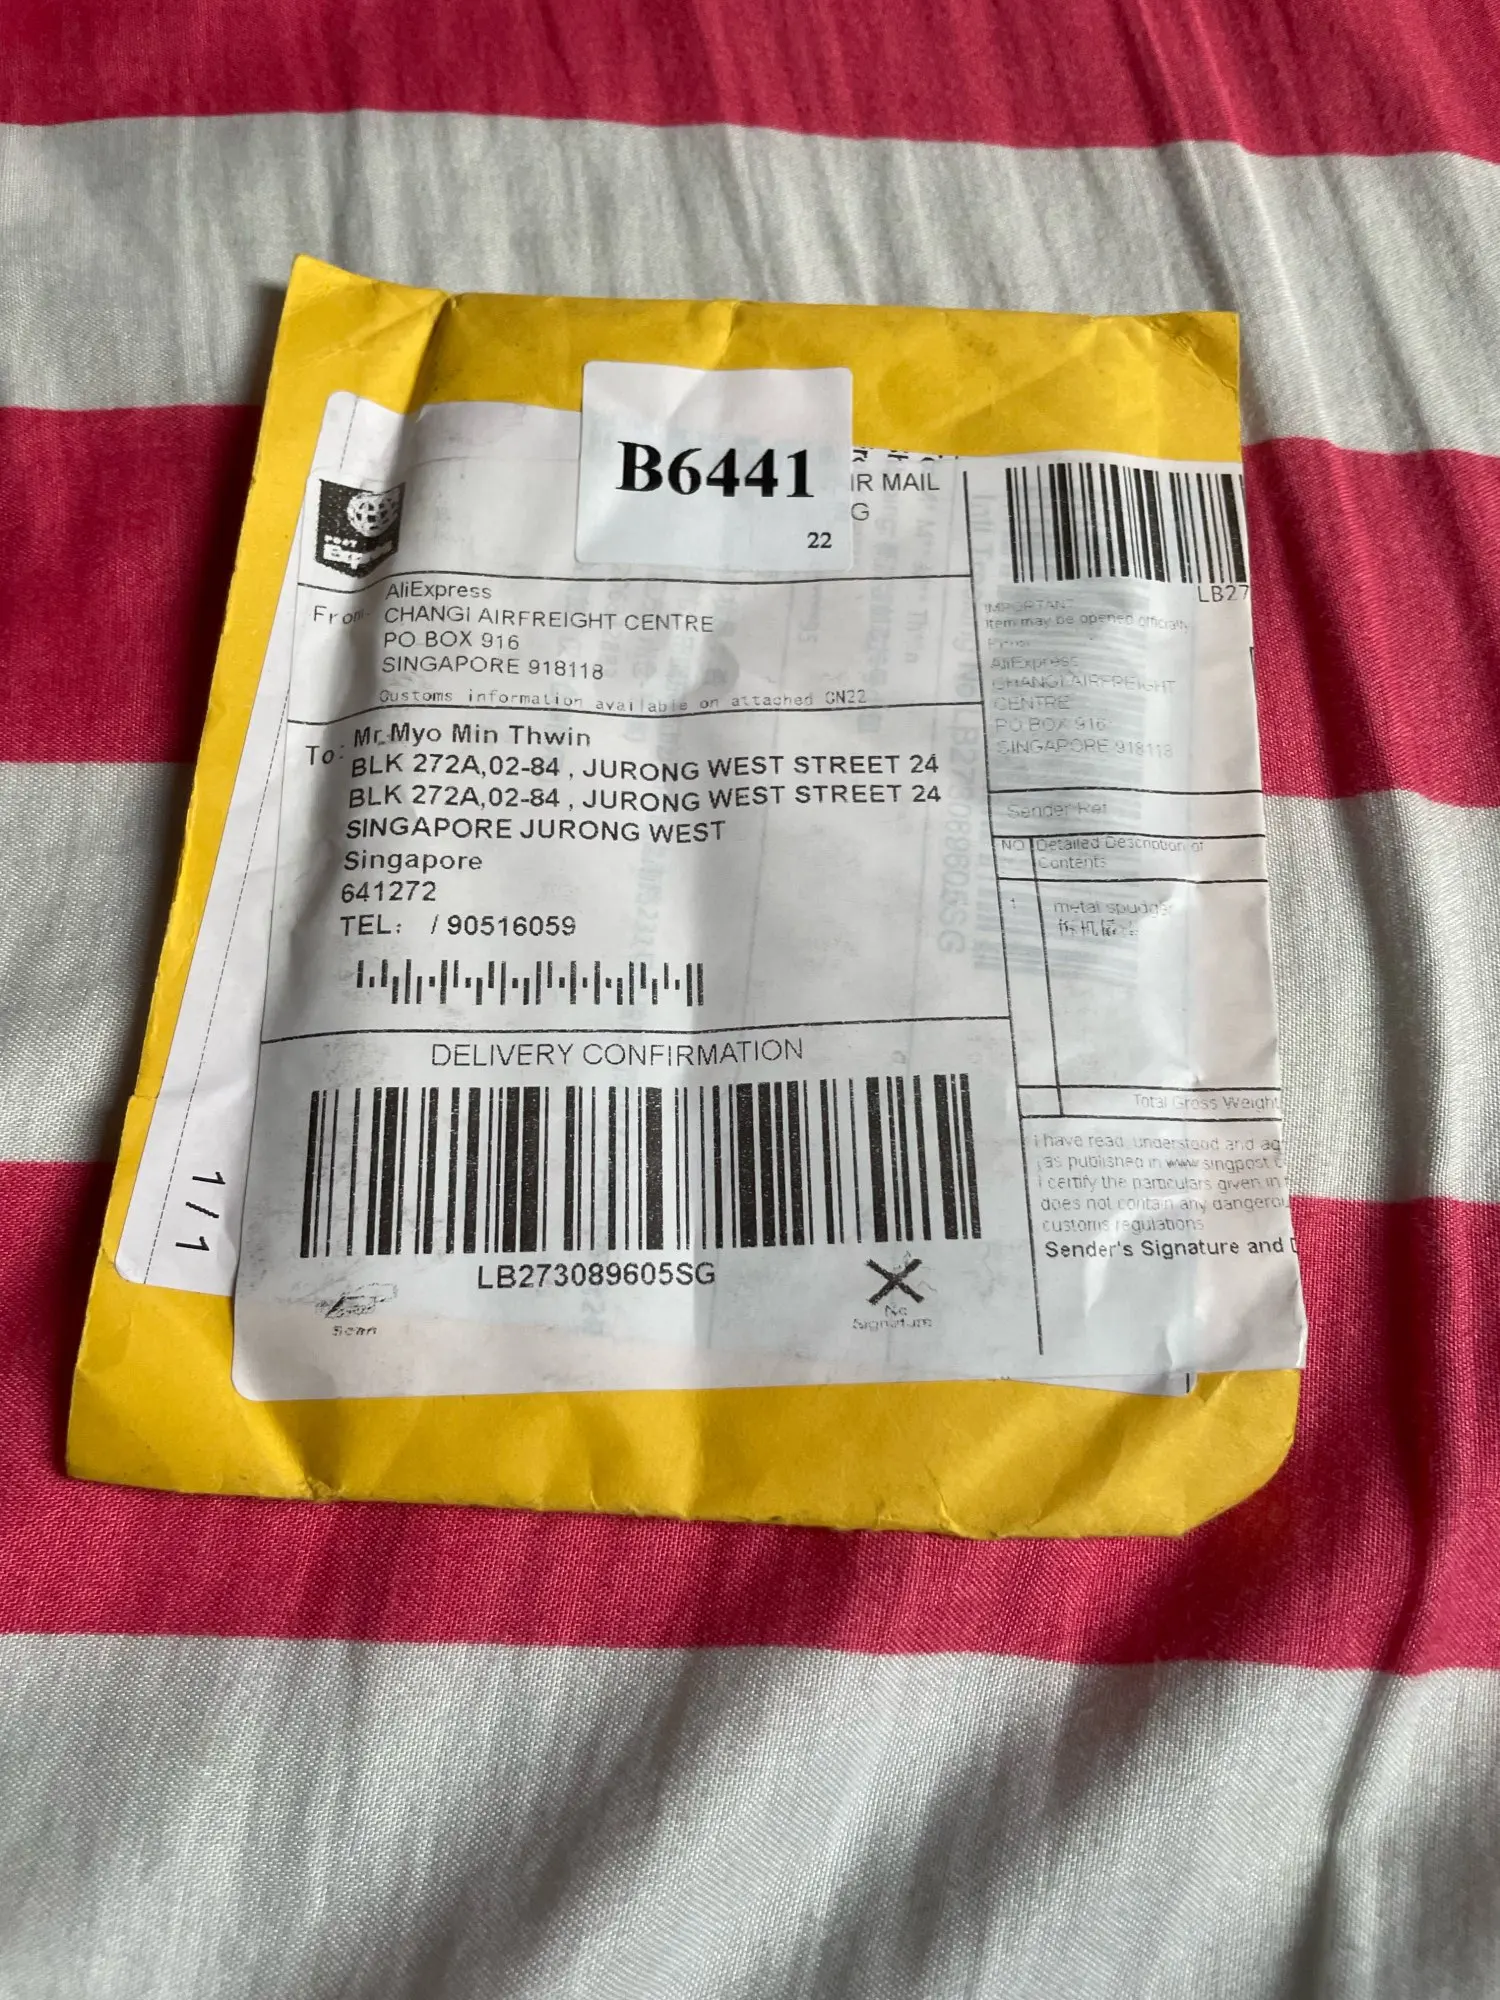 B6441
22
IR MAIL
G
POST
AliExpress
From:
CHANGI AIRFREIGHT CENTRE
PO BOX 916
SINGAPORE 918118
Customs information available on attached CN22
To:
Mr Myo Min Thwin
BLK 272A,02-84 , JURONG WEST STREET 24
BLK 272A,02-84 , JURONG WEST STREET 24
SINGAPORE JURONG WEST
Singapore
641272
TEL: / 90516059
DELIVERY CONFIRMATION
LB273089605SG
Scan
No
Signature
1/1
LB27
IMPORTANT
Item may be opened officially
AliExpress
CHANGI AIRFREIGHT
CENTRE
PO BOX 916
SINGAPORE 918118
Sender Ref
NO Detailed Description of
Contents
1 metal spudge
Total Gross Weight
I have read, understood and ag
as published in www.singpost.c
I certify the particulars given in
does not contain any dangerou
customs regulations
Sender's Signature and D